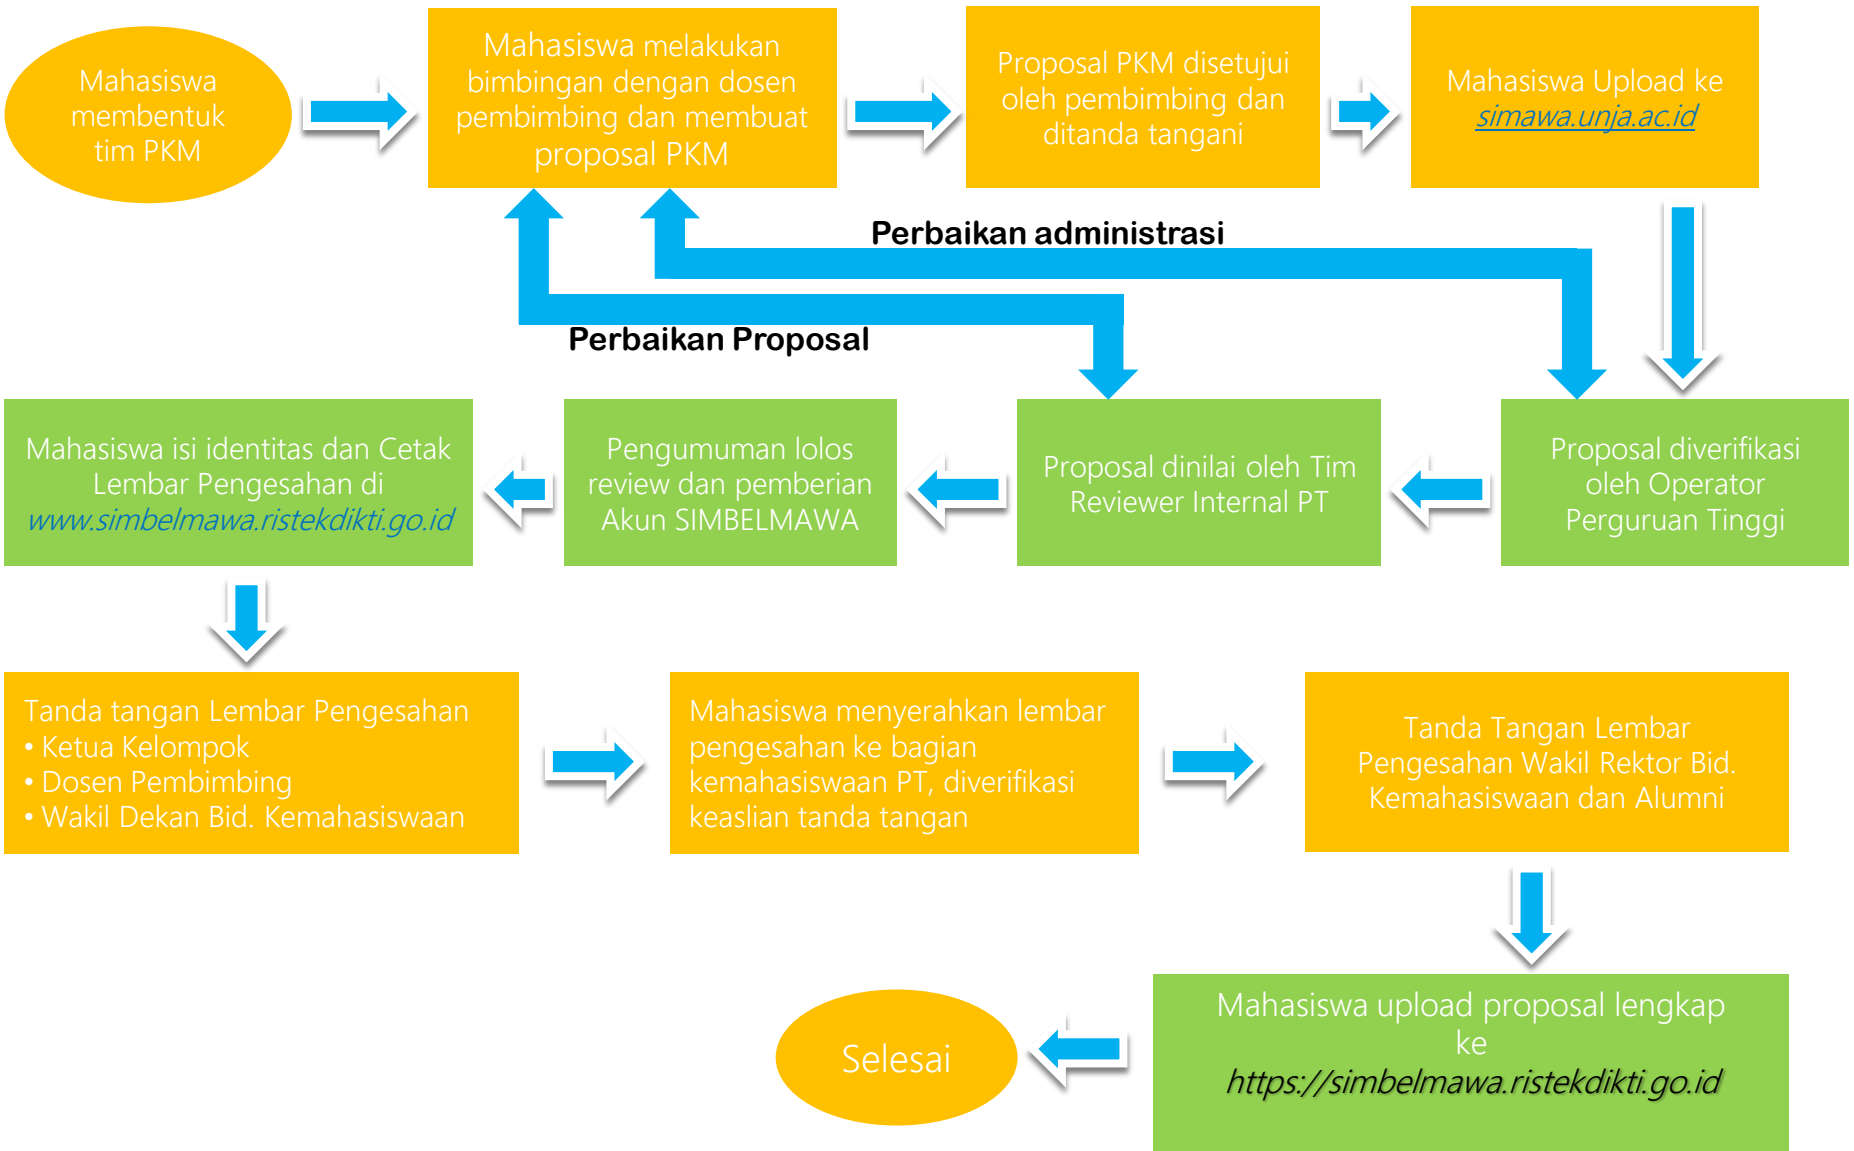 Mahasiswa
membentuk
tim PKM
Mahasiswa melakukan
bimbingan dengan dosen
pembimbing dan membuat
proposal PKM
Proposal PKM disetujui
oleh pembimbing dan
ditanda tangani
Mahasiswa Upload ke
simawa.unja.ac.id
Perbaikan administrasi
Perbaikan Proposal
Mahasiswa isi identitas dan Cetak
Lembar Pengesahan di
www.simbelmawa.ristekdikti.go.id
Pengumuman lolos
review dan pemberian
Akun SIMBELMAWA
Proposal dinilai oleh Tim
Reviewer Internal PT
Proposal diverifikasi
oleh Operator
Perguruan Tinggi
Tanda tangan Lembar Pengesahan
• Ketua Kelompok
• Dosen Pembimbing
• Wakil Dekan Bid. Kemahasiswaan
Mahasiswa menyerahkan lembar
pengesahan ke bagian
kemahasiswaan PT, diverifikasi
keaslian tanda tangan
Tanda Tangan Lembar
Pengesahan Wakil Rektor Bid.
Kemahasiswaan dan Alumni
Selesai
Mahasiswa upload proposal lengkap
ke
https://simbelmawa.ristekdikti.go.id